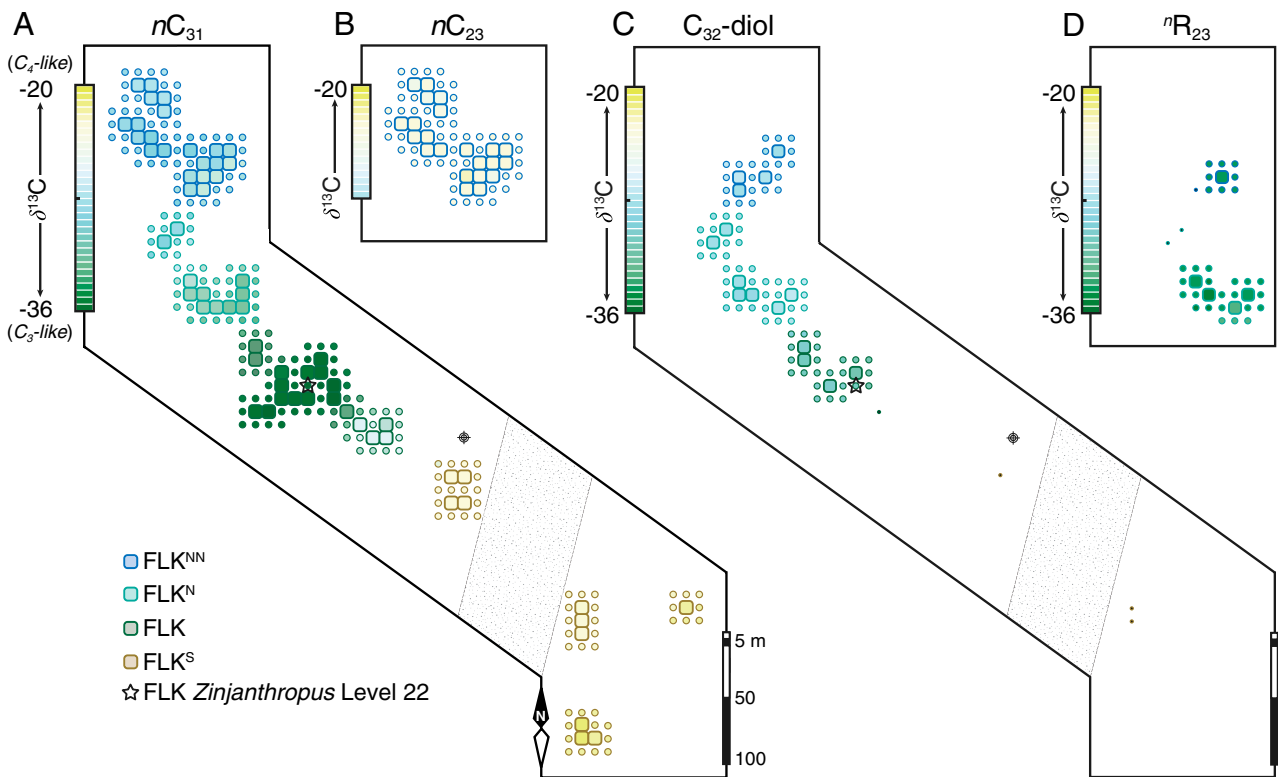 A
nC31
B
nC23
C
C32-diol
D
nR23
(C4-like)
-20
δ13C
-36
(C3-like)
-20
δ13C
-20
δ13C
-36
-20
δ13C
-36
FLKNN
FLKN
FLK
FLKS
FLK Zinjanthropus Level 22
N
5 m
50
100